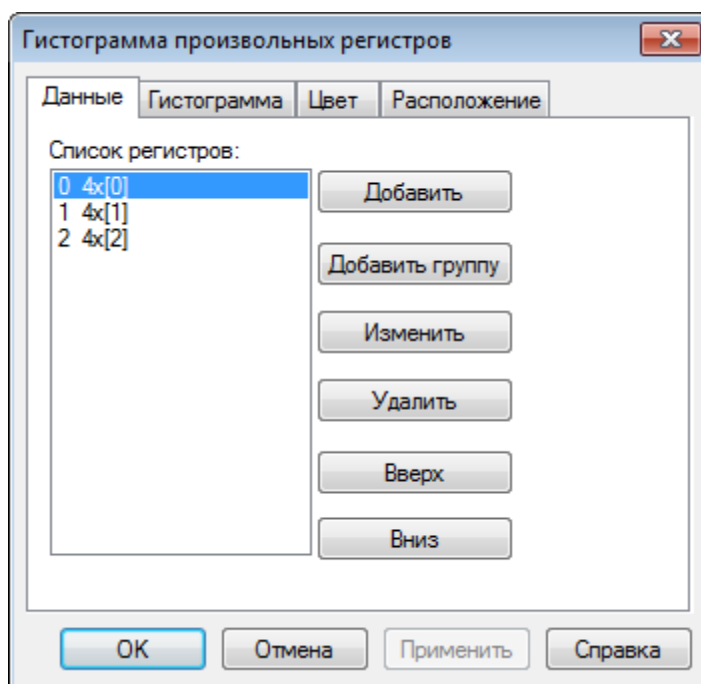 Гистограмма произвольных регистров
Данные Гистограмма Цвет Расположение
Список регистров:
0 4x[0]
1 4x[1]
2 4x[2]
Добавить
Добавить группу
Изменить
Удалить
Вверх
Вниз
OK Отмена Применить Справка